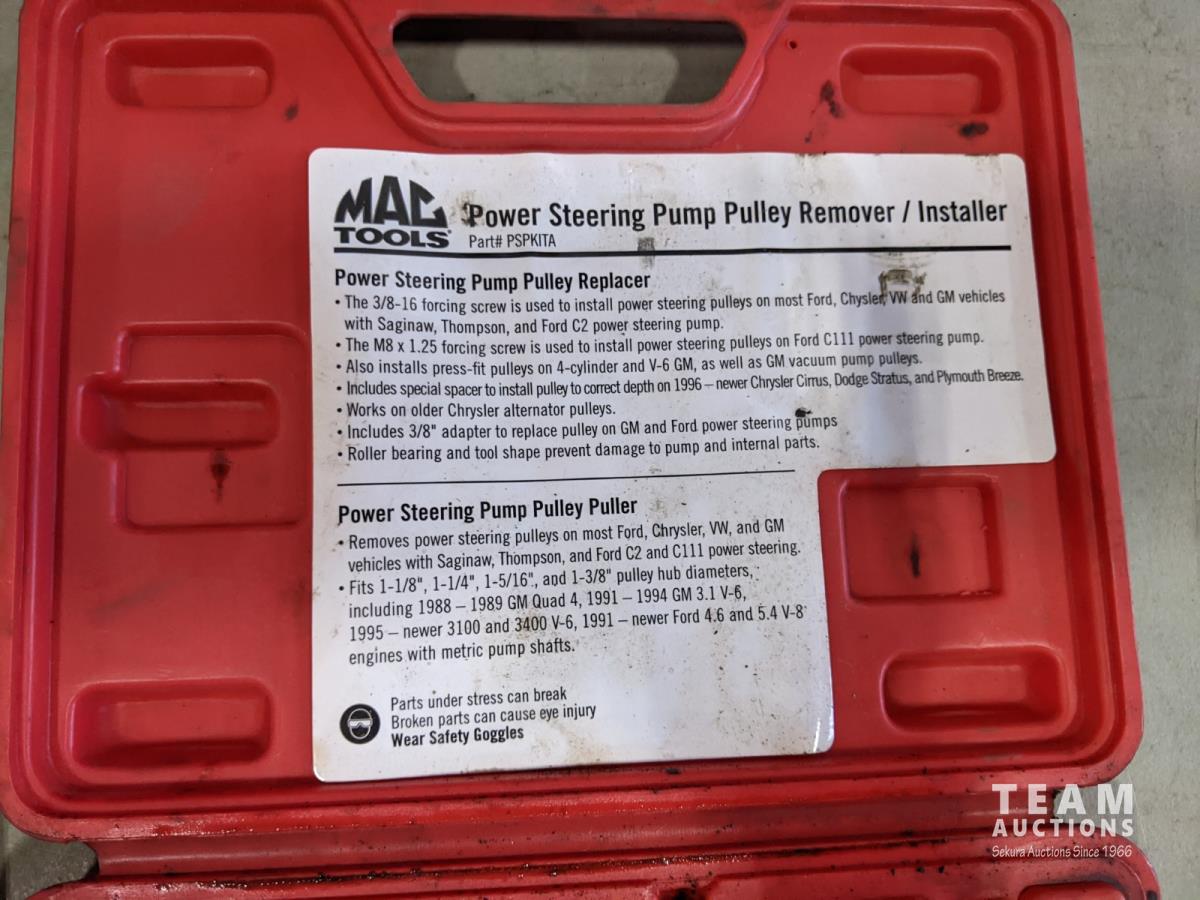 MAC Power Steering Pump Pulley Remover / Installer
TOOLS® Part# PSPKITA
Power Steering Pump Pulley Replacer
• The 3/8-16 forcing screw is used to install power steering pulleys on most Ford, Chysler, VW and GM vehicles
with Saginaw, Thompson, and Ford C2 power steering pump.
• The M8 x 1.25 forcing screw is used to install power steering pulleys on Ford C111 power steering pump.
• Also installs press-fit pulleys on 4-cylinder and V-6 GM, as well as GM vacuum pump pulleys.
• Includes special spacer to install pulley to correct depth on 1996 – newer Chrysler Cirrus, Dodge Stratus, and Plymouth Breeze.
• Works on older Chrysler alternator pulleys.
• Includes 3/8" adapter to replace pulley on GM and Ford power steering pumps
• Roller bearing and tool shape prevent damage to pump and internal parts.
Power Steering Pump Pulley Puller
• Removes power steering pulleys on most Ford, Chrysler, VW, and GM
vehicles with Saginaw, Thompson, and Ford C2 and C111 power steering.
• Fits 1-1/8", 1-1/4", 1-5/16", and 1-3/8" pulley hub diameters,
including 1988 – 1989 GM Quad 4, 1991 – 1994 GM 3.1 V-6,
1995 – newer 3100 and 3400 V-6, 1991 – newer Ford 4.6 and 5.4 V-8
engines with metric pump shafts.
Parts under stress can break
Broken parts can cause eye injury
Wear Safety Goggles
TEAM
AUCTIONS
Sekura Auctions Since 1966